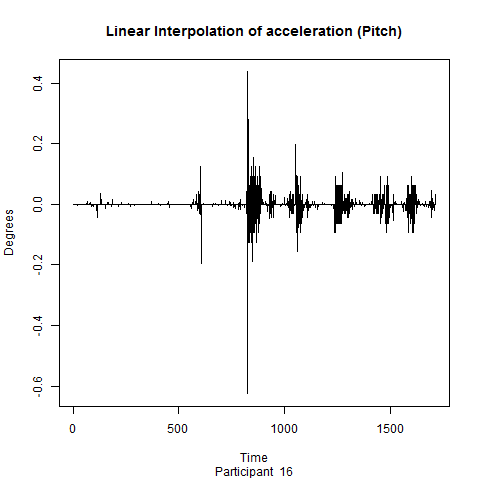 Linear Interpolation of acceleration (Pitch)
0.4
0.2
0.0
-0.2
-0.4
-0.6
Degrees
0 500 1000 1500
Time
Participant 16